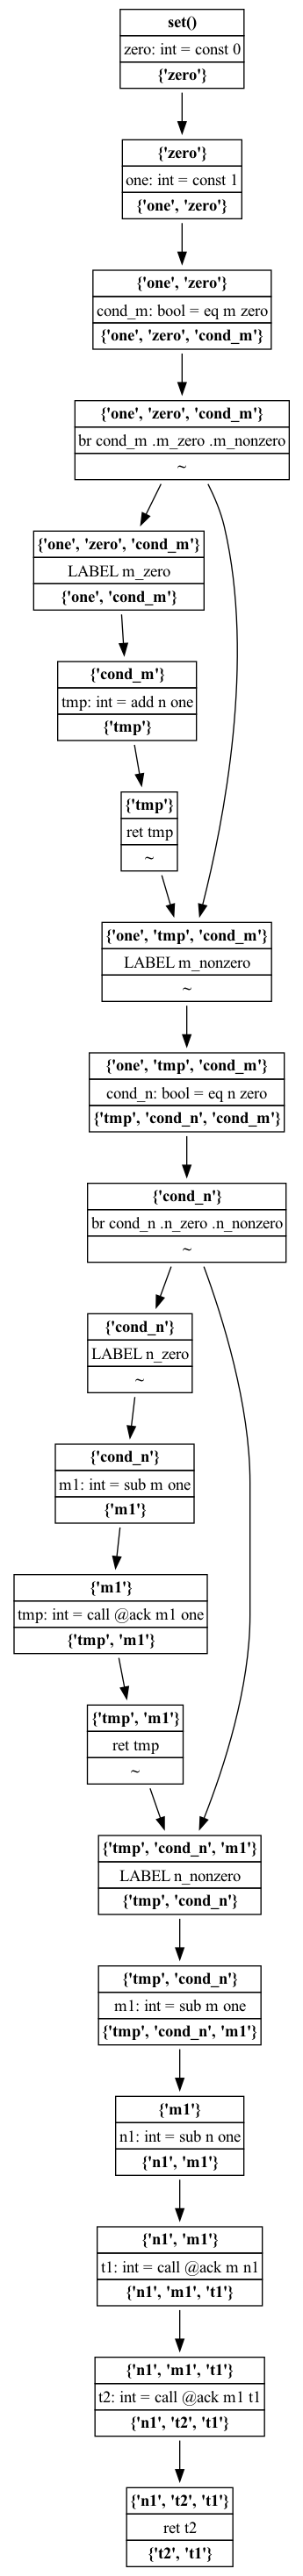 set()
zero: int = const 0
{'zero'}
{'zero'}
one: int = const 1
{'one', 'zero'}
{'one', 'zero'}
cond_m: bool = eq m zero
{'one', 'zero', 'cond_m'}
{'one', 'zero', 'cond_m'}
br cond_m .m_zero .m_nonzero
~
{'one', 'zero', 'cond_m'}
LABEL m_zero
{'one', 'cond_m'}
{'cond_m'}
tmp: int = add n one
{'tmp'}
{'tmp'}
ret tmp
~
{'one', 'tmp', 'cond_m'}
LABEL m_nonzero
~
{'one', 'tmp', 'cond_m'}
cond_n: bool = eq n zero
{'tmp', 'cond_n', 'cond_m'}
{'cond_n'}
br cond_n .n_zero .n_nonzero
~
{'cond_n'}
LABEL n_zero
~
{'cond_n'}
m1: int = sub m one
{'m1'}
{'m1'}
tmp: int = call @ack m1 one
{'tmp', 'm1'}
{'tmp', 'm1'}
ret tmp
~
{'tmp', 'cond_n', 'm1'}
LABEL n_nonzero
{'tmp', 'cond_n'}
{'tmp', 'cond_n'}
m1: int = sub m one
{'tmp', 'cond_n', 'm1'}
{'m1'}
n1: int = sub n one
{'n1', 'm1'}
{'n1', 'm1'}
t1: int = call @ack m n1
{'n1', 'm1', 't1'}
{'n1', 'm1', 't1'}
t2: int = call @ack m1 t1
{'n1', 't2', 't1'}
{'n1', 't2', 't1'}
ret t2
{'t2', 't1'}